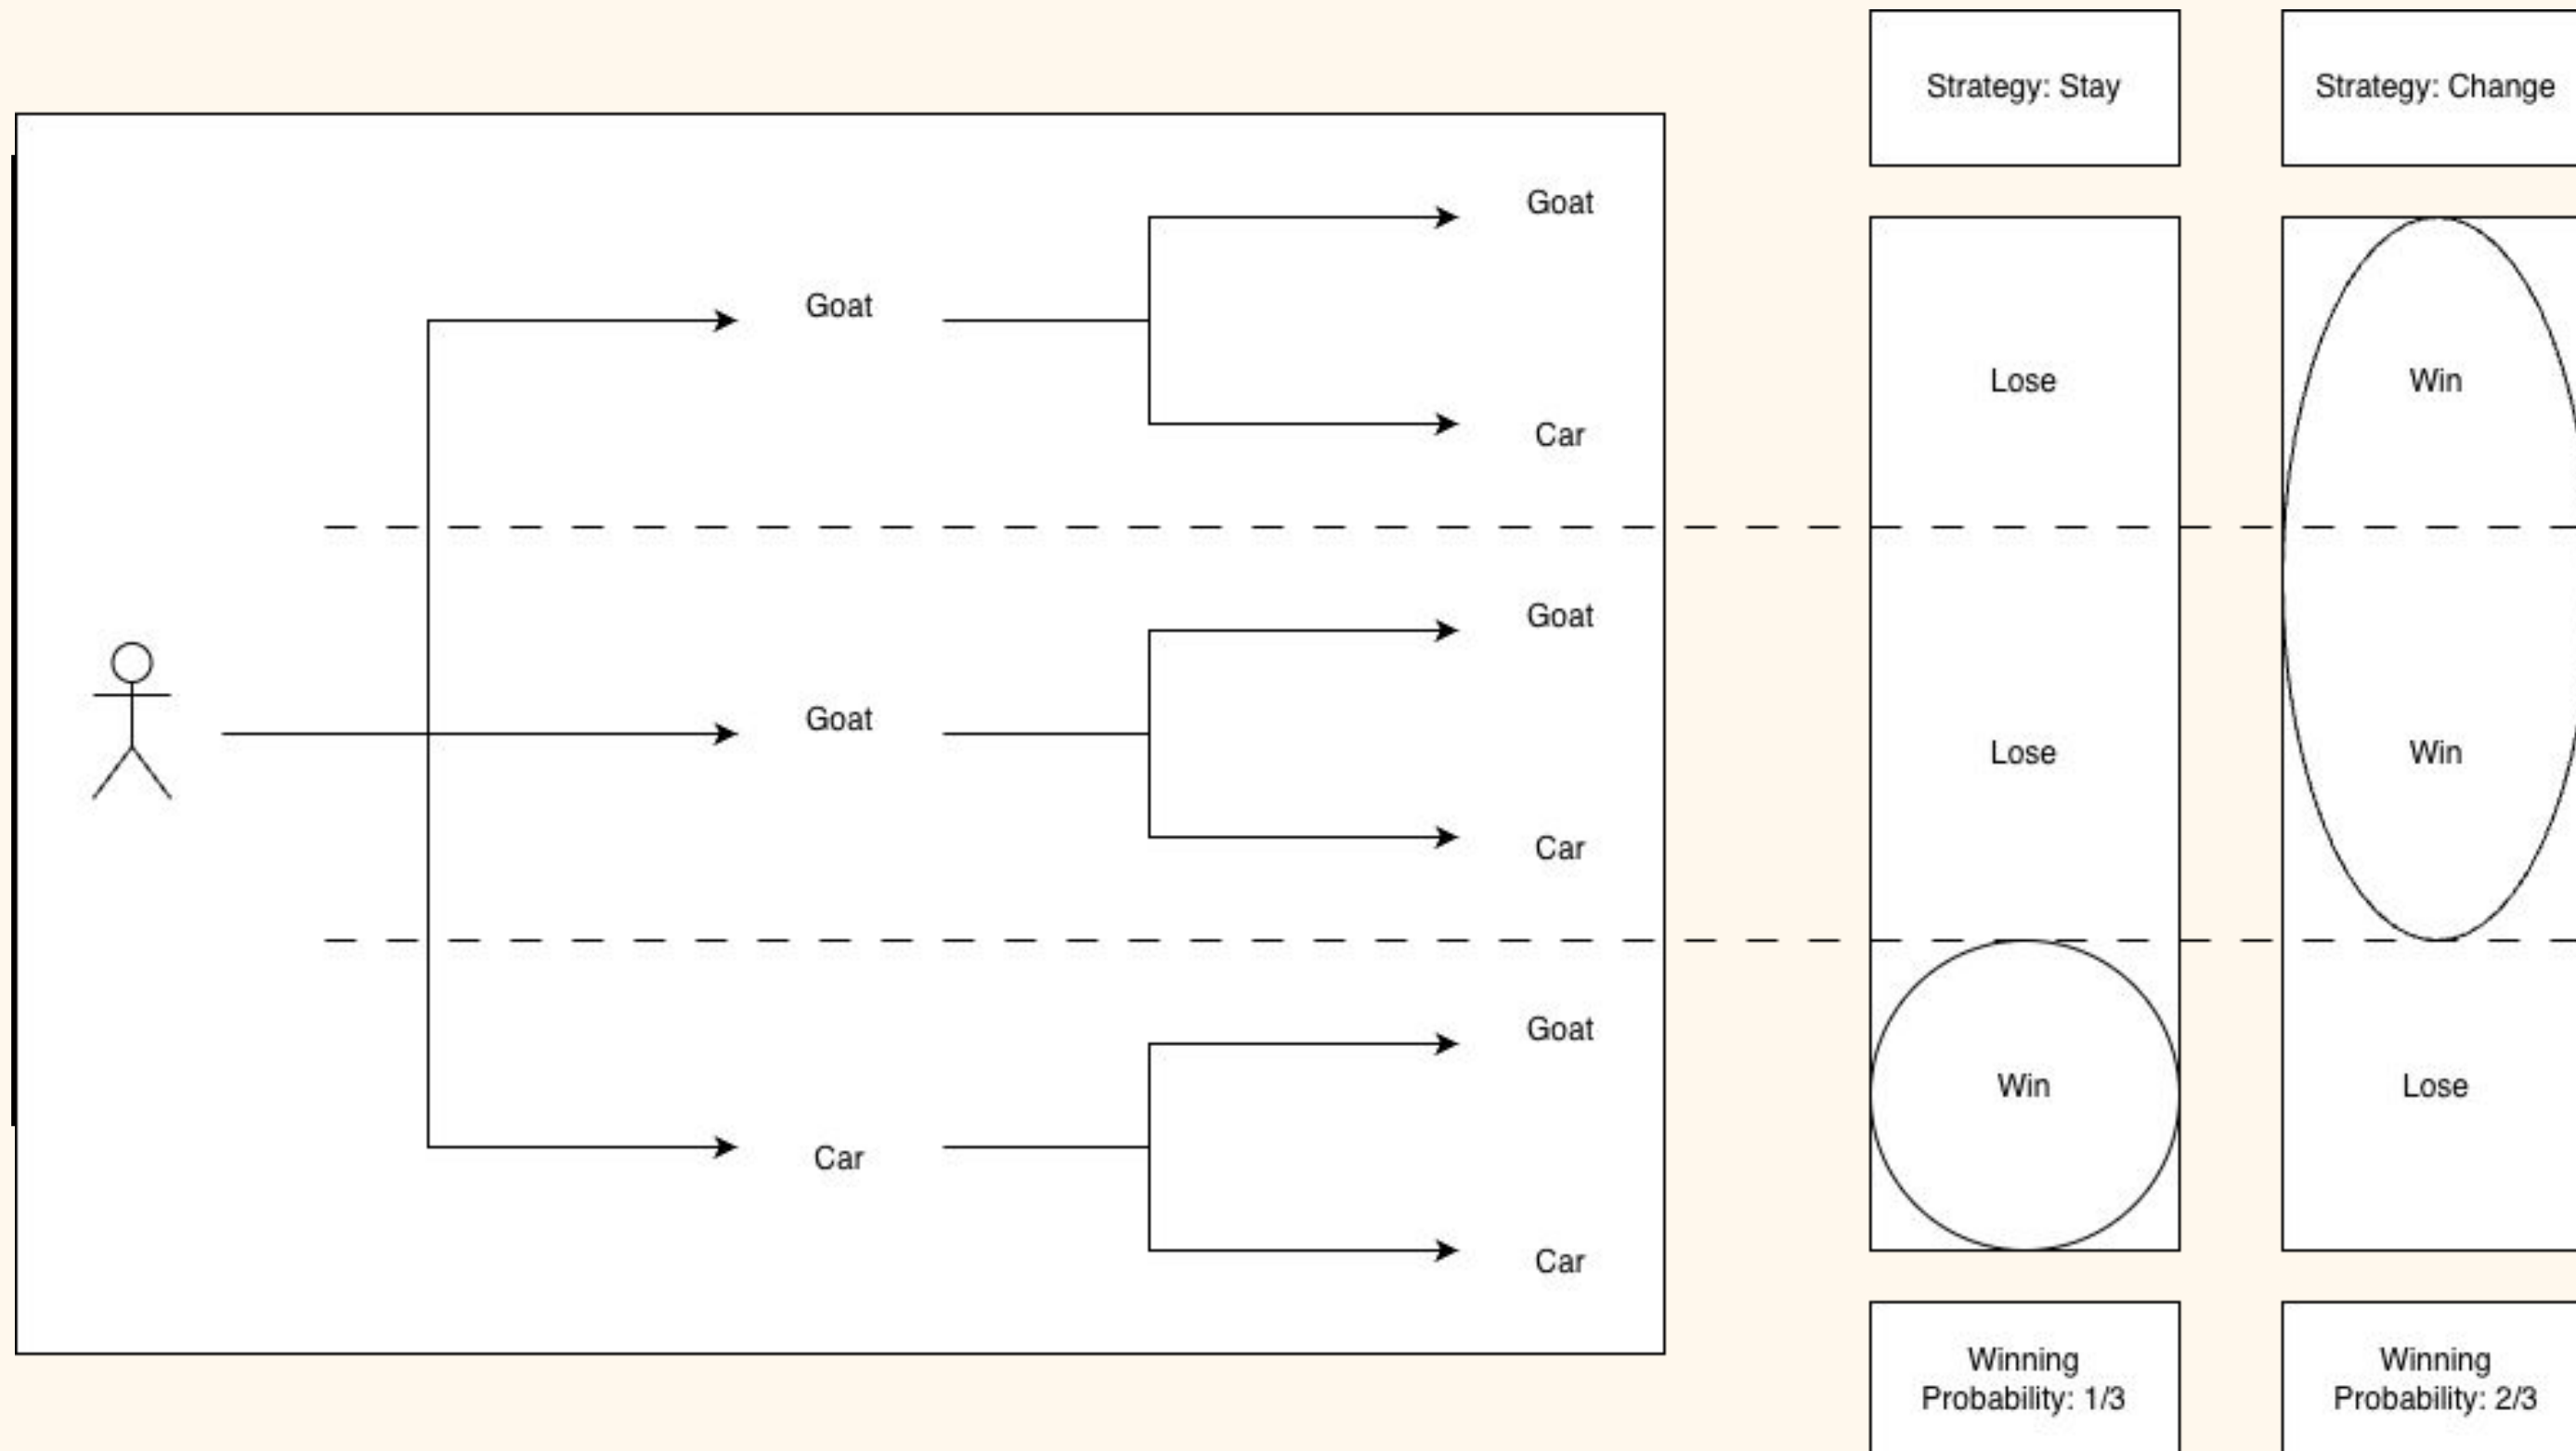 Strategy: Stay
Strategy: Change
Goat
Goat
Car
Lose
Win
Goat
Goat
Car
Lose
Win
Goat
Car
Car
Win
Lose
Winning
Probability: 1/3
Winning
Probability: 2/3